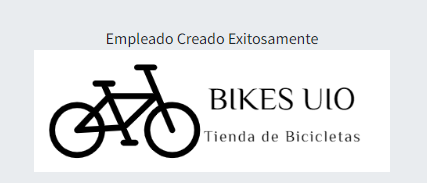 Empleado Creado Exitosamente
BIKES UIO
Tienda de Bicicletas